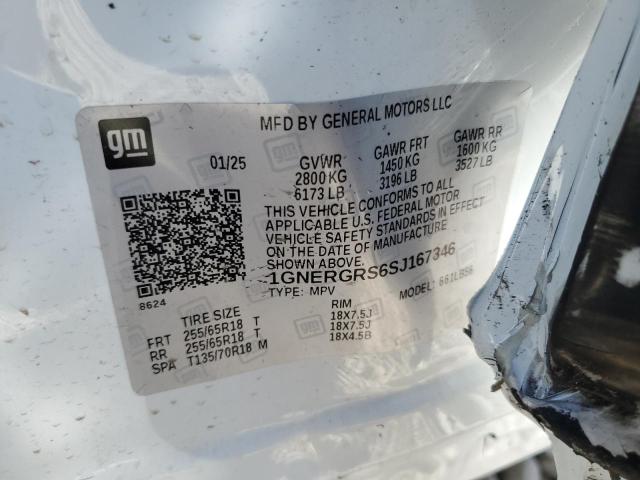 gm
MFD BY GENERAL MOTORS LLC
01/25 GVWR GAWR FRT GAWR RR
2800 KG 1450 KG 1600 KG
6173 LB 3196 LB 3527 LB
THIS VEHICLE CONFORMS TO ALL
APPLICABLE U.S. FEDERAL MOTOR
VEHICLE SAFETY STANDARDS IN EFFECT
ON THE DATE OF MANUFACTURE
SHOWN ABOVE.
1GNERGRS6SJ167346
8624 TYPE: MPV MODEL: 661LBS6
TIRE SIZE RIM
FRT 255/65R18 T 18X7.5J
RR 255/65R18 T 18X7.5J
SPA T135/70R18 M 18X4.5B